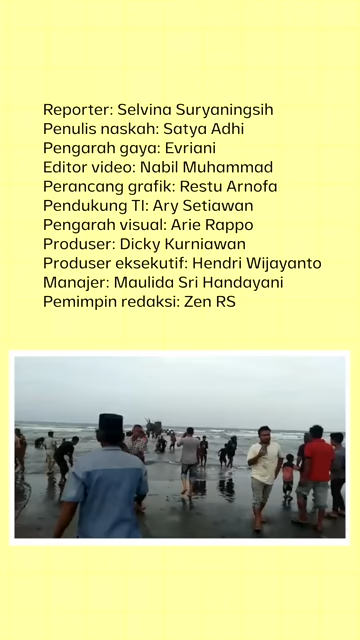 Reporter: Selvina Suryaningsih
Penulis naskah: Satya Adhi
Pengarah gaya: Evriani
Editor video: Nabil Muhammad
Perancang grafik: Restu Arnofa
Pendukung TI: Ary Setiawan
Pengarah visual: Arie Rappo
Produser: Dicky Kurniawan
Produser eksekutif: Hendri Wijayanto
Manajer: Maulida Sri Handayani
Pemimpin redaksi: Zen RS